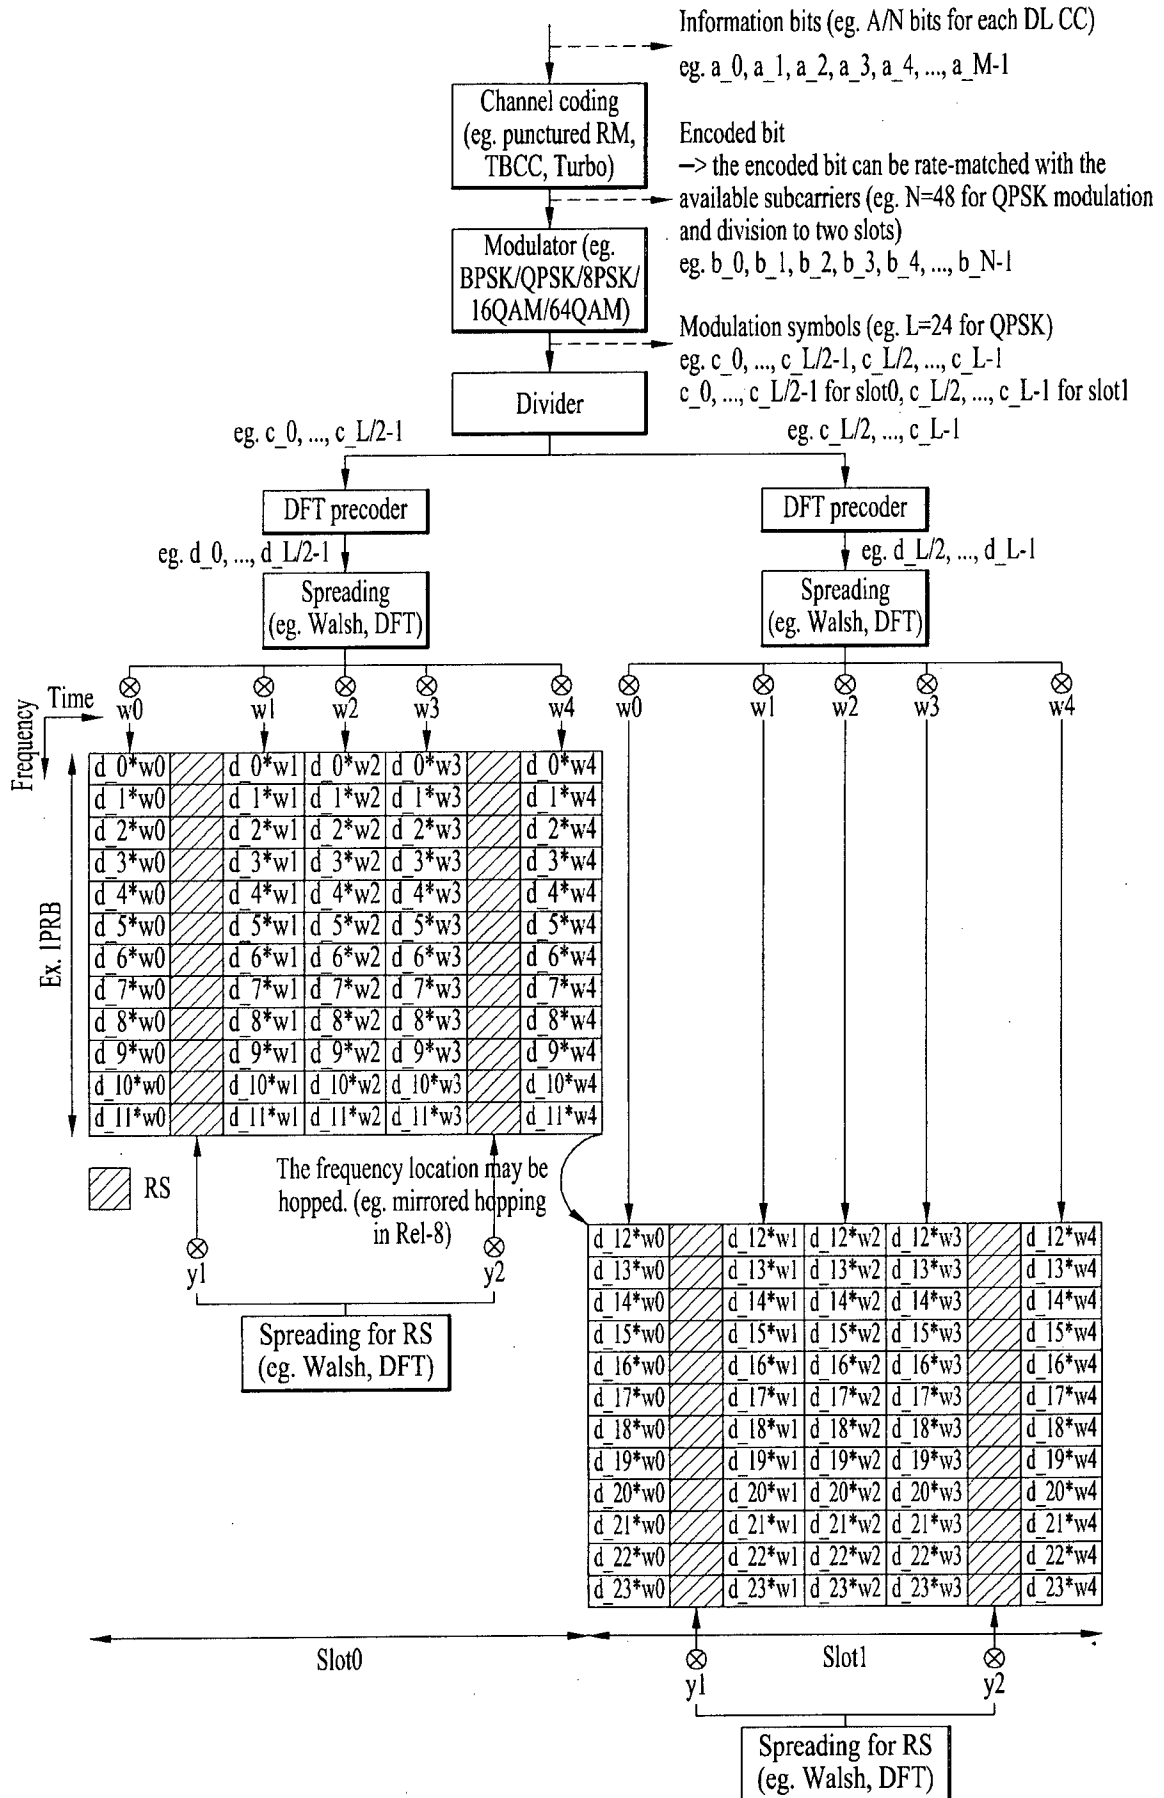 Information bits (eg. A/N bits for each DL CC)
eg. a_0, a_1, a_2, a_3, a_4, ..., a_M-1
Channel coding
(eg. punctured RM,
TBCC, Turbo)
Encoded bit
–> the encoded bit can be rate-matched with the
available subcarriers (eg. N=48 for QPSK modulation
and division to two slots)
eg. b_0, b_1, b_2, b_3, b_4, ..., b_N-1
Modulator (eg.
BPSK/QPSK/8PSK/
16QAM/64QAM)
Modulation symbols (eg. L=24 for QPSK)
eg. c_0, ..., c_L/2-1, c_L/2, ..., c_L-1
c_0, ..., c_L/2-1 for slot0, c_L/2, ..., c_L-1 for slot1
Divider
eg. c_0, ..., c_L/2-1
eg. c_L/2, ..., c_L-1
DFT precoder
DFT precoder
eg. d_0, ..., d_L/2-1
eg. d_L/2, ..., d_L-1
Spreading
(eg. Walsh, DFT)
Spreading
(eg. Walsh, DFT)
Time
Frequency
w0 w1 w2 w3 w4
w0 w1 w2 w3 w4
Ex. 1PRB
d_0*w0 d_0*w1 d_0*w2 d_0*w3 d_0*w4
d_1*w0 d_1*w1 d_1*w2 d_1*w3 d_1*w4
d_2*w0 d_2*w1 d_2*w2 d_2*w3 d_2*w4
d_3*w0 d_3*w1 d_3*w2 d_3*w3 d_3*w4
d_4*w0 d_4*w1 d_4*w2 d_4*w3 d_4*w4
d_5*w0 d_5*w1 d_5*w2 d_5*w3 d_5*w4
d_6*w0 d_6*w1 d_6*w2 d_6*w3 d_6*w4
d_7*w0 d_7*w1 d_7*w2 d_7*w3 d_7*w4
d_8*w0 d_8*w1 d_8*w2 d_8*w3 d_8*w4
d_9*w0 d_9*w1 d_9*w2 d_9*w3 d_9*w4
d_10*w0 d_10*w1 d_10*w2 d_10*w3 d_10*w4
d_11*w0 d_11*w1 d_11*w2 d_11*w3 d_11*w4
RS
The frequency location may be
hopped. (eg. mirrored hopping
in Rel-8)
y1 y2
Spreading for RS
(eg. Walsh, DFT)
d_12*w0 d_12*w1 d_12*w2 d_12*w3 d_12*w4
d_13*w0 d_13*w1 d_13*w2 d_13*w3 d_13*w4
d_14*w0 d_14*w1 d_14*w2 d_14*w3 d_14*w4
d_15*w0 d_15*w1 d_15*w2 d_15*w3 d_15*w4
d_16*w0 d_16*w1 d_16*w2 d_16*w3 d_16*w4
d_17*w0 d_17*w1 d_17*w2 d_17*w3 d_17*w4
d_18*w0 d_18*w1 d_18*w2 d_18*w3 d_18*w4
d_19*w0 d_19*w1 d_19*w2 d_19*w3 d_19*w4
d_20*w0 d_20*w1 d_20*w2 d_20*w3 d_20*w4
d_21*w0 d_21*w1 d_21*w2 d_21*w3 d_21*w4
d_22*w0 d_22*w1 d_22*w2 d_22*w3 d_22*w4
d_23*w0 d_23*w1 d_23*w2 d_23*w3 d_23*w4
Slot0
Slot1
y1 y2
Spreading for RS
(eg. Walsh, DFT)